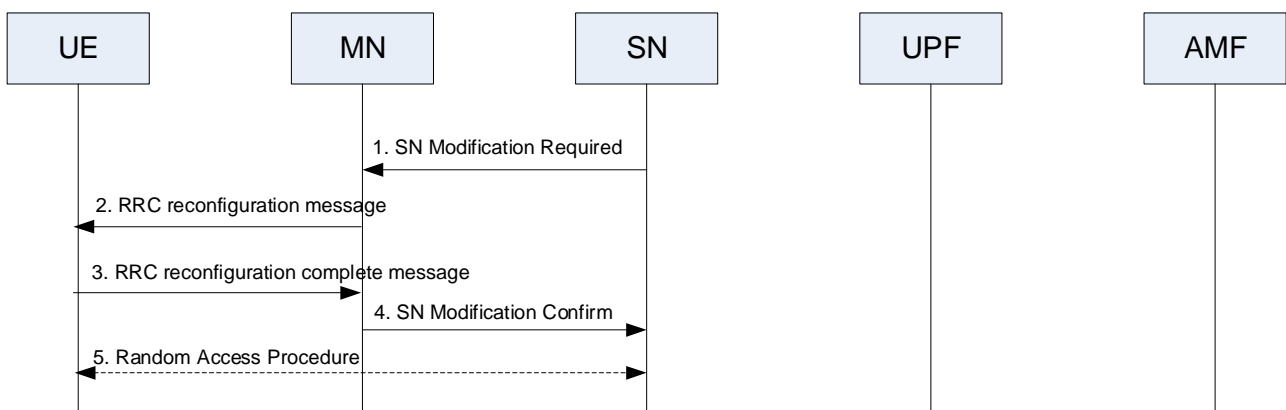 UE
MN
SN
UPF
AMF
1. SN Modification Required
2. RRC reconfiguration message
3. RRC reconfiguration complete message
4. SN Modification Confirm
5. Random Access Procedure